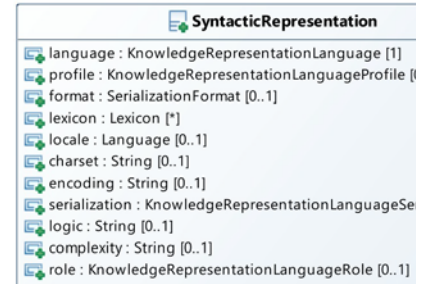 SyntacticRepresentation
language : KnowledgeRepresentationLanguage [1]
profile : KnowledgeRepresentationLanguageProfile [
format : SerializationFormat [0..1]
lexicon : Lexicon [*]
locale : Language [0..1]
charset : String [0..1]
encoding : String [0..1]
serialization : KnowledgeRepresentationLanguageSe
logic : String [0..1]
complexity : String [0..1]
role : KnowledgeRepresentationLanguageRole [0..1]